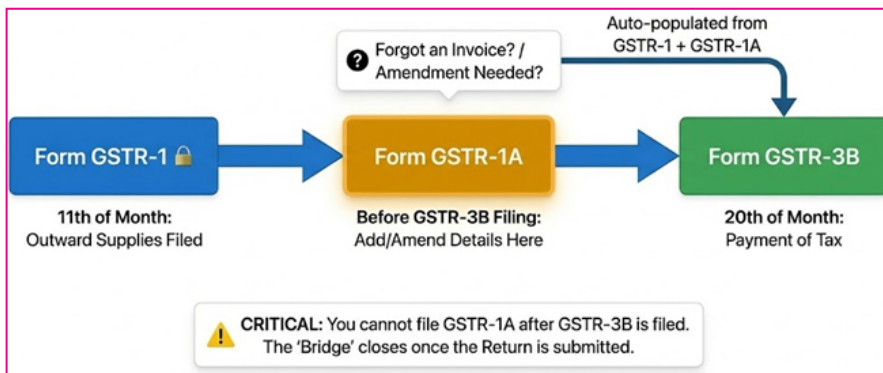 Forgot an Invoice? /
Amendment Needed?
Auto-populated from
GSTR-1 + GSTR-1A
Form GSTR-1
Form GSTR-1A
Form GSTR-3B
11th of Month:
Outward Supplies Filed
Before GSTR-3B Filing:
Add/Amend Details Here
20th of Month:
Payment of Tax
CRITICAL: You cannot file GSTR-1A after GSTR-3B is filed.
The ‘Bridge’ closes once the Return is submitted.